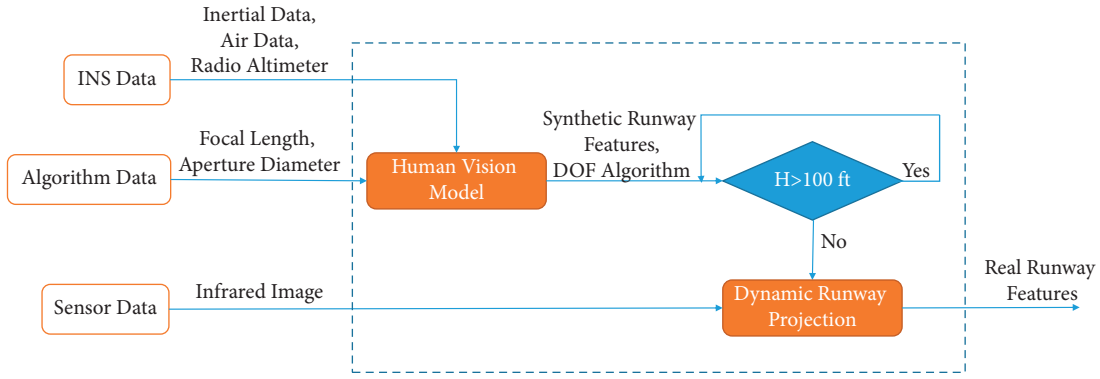 Inertial Data,
Air Data,
Radio Altimeter
INS Data
Focal Length,
Aperture Diameter
Algorithm Data
Human Vision
Model
Synthetic Runway
Features,
DOF Algorithm
H>100 ft
Yes
No
Sensor Data
Infrared Image
Dynamic Runway
Projection
Real Runway
Features